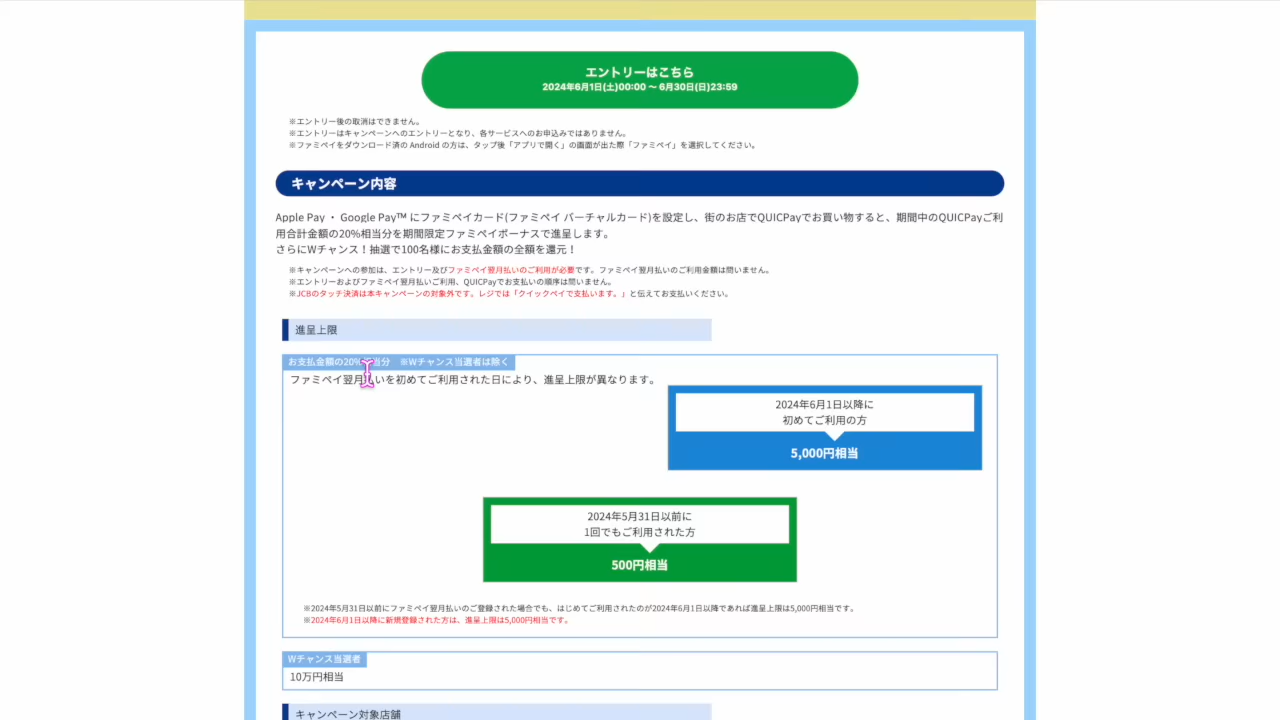 エントリーはこちら
2024年6月1日(土)00:00 〜 6月30日(日)23:59
※エントリー後の取消はできません。
※エントリーはキャンペーンへのエントリーとなり、各サービスへのお申込みではありません。
※ファミペイをダウンロード済の Android の方は、タップ後「アプリで開く」の画面が出た際「ファミペイ」を選択してください。
キャンペーン内容
Apple Pay ・ Google Pay™ にファミペイカード(ファミペイ バーチャルカード)を設定し、街のお店でQUICPayでお買い物すると、期間中のQUICPayご利
用合計金額の20%相当分を期間限定ファミペイボーナスで進呈します。
さらにWチャンス！抽選で100名様にお支払金額の全額を還元！
※キャンペーンへの参加は、エントリー及びファミペイ翌月払いのご利用が必要です。ファミペイ翌月払いのご利用金額は問いません。
※エントリーおよびファミペイ翌月払いご利用、QUICPayでお支払いの順序は問いません。
※JCBのタッチ決済は本キャンペーンの対象外です。レジでは「クイックペイで支払います。」と伝えてお支払いください。
進呈上限
お支払金額の20%相当分　※Wチャンス当選者は除く
ファミペイ翌月払いを初めてご利用された日により、進呈上限が異なります。
2024年6月1日以降に
初めてご利用の方
5,000円相当
2024年5月31日以前に
1回でもご利用された方
500円相当
※2024年5月31日以前にファミペイ翌月払いのご登録された場合でも、はじめてご利用されたのが2024年6月1日以降であれば進呈上限は5,000円相当です。
※2024年6月1日以降に新規登録された方は、進呈上限は5,000円相当です。
Wチャンス当選者
10万円相当
キャンペーン対象店舗